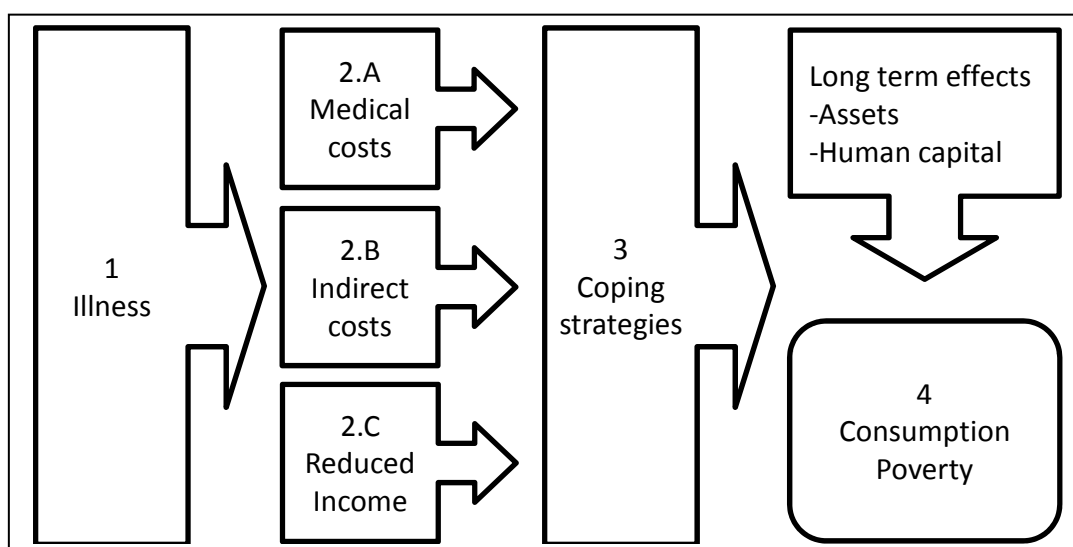 1
Illness
2.A
Medical
costs
2.B
Indirect
costs
2.C
Reduced
Income
3
Coping
strategies
Long term effects
-Assets
-Human capital
4
Consumption
Poverty